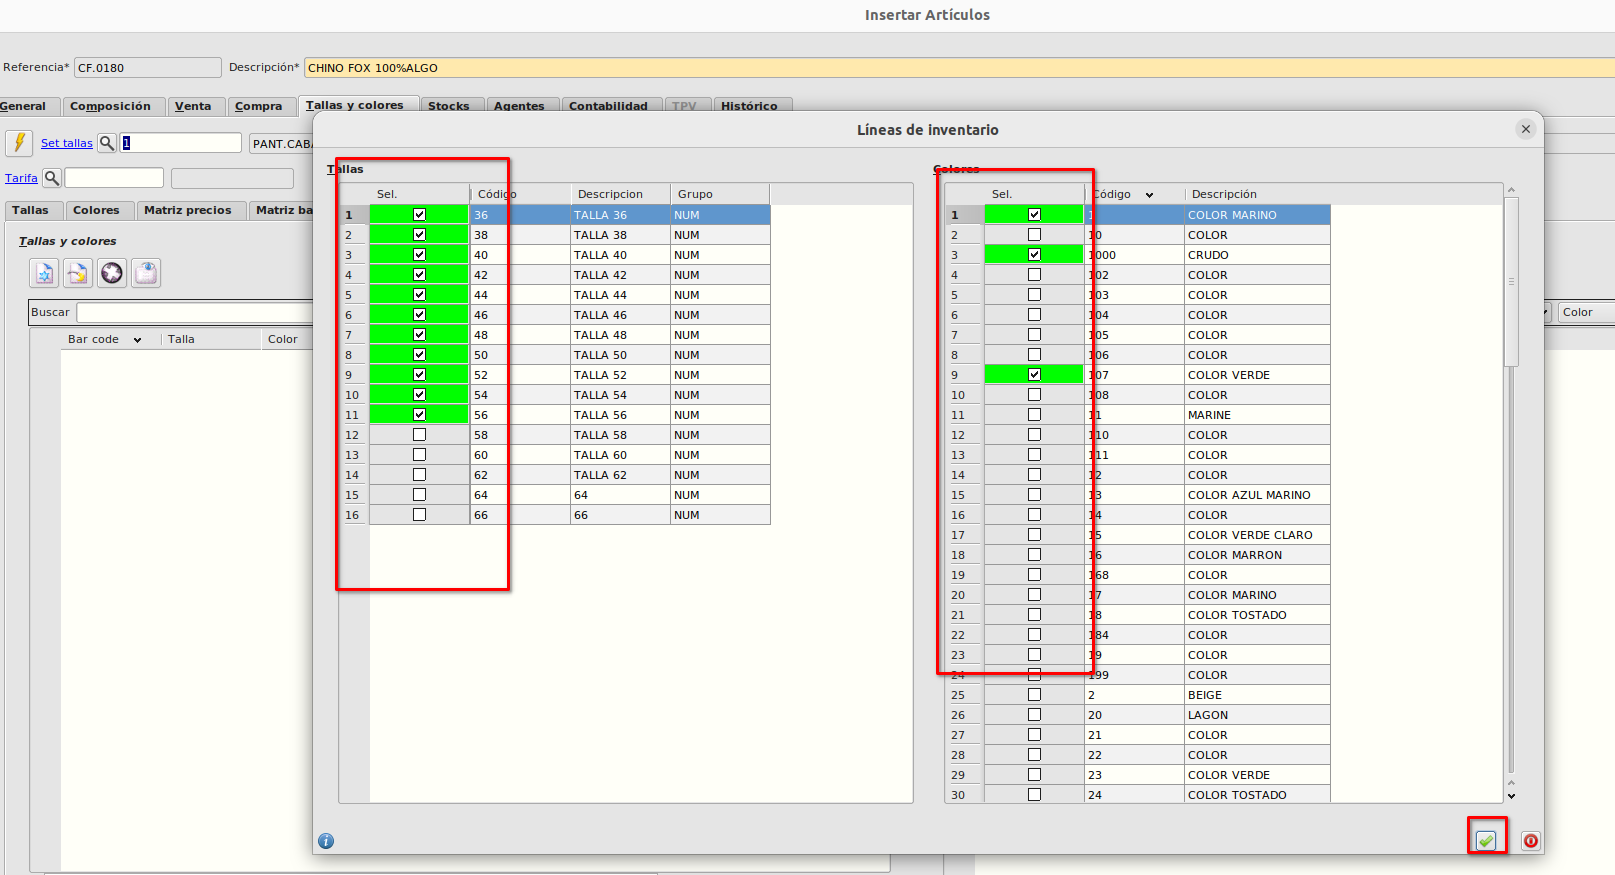 Insertar Artículos
Referencia* CF.0180 Descripción* CHINO FOX 100%ALGO
General Composición Venta Compra Tallas y colores Stocks Agentes Contabilidad TPV Histórico
Líneas de inventario
Set tallas 1 PANT.CABA
Tarifa
Tallas Colores Matriz precios Matriz ba
Tallas y colores
Buscar
Color
Bar code Talla Color
Tallas
Sel. Código Descripcion Grupo
1 36 TALLA 36 NUM
2 38 TALLA 38 NUM
3 40 TALLA 40 NUM
4 42 TALLA 42 NUM
5 44 TALLA 44 NUM
6 46 TALLA 46 NUM
7 48 TALLA 48 NUM
8 50 TALLA 50 NUM
9 52 TALLA 52 NUM
10 54 TALLA 54 NUM
11 56 TALLA 56 NUM
12 58 TALLA 58 NUM
13 60 TALLA 60 NUM
14 62 TALLA 62 NUM
15 64 64 NUM
16 66 66 NUM
Colores
Sel. Código Descripción
1 1 COLOR MARINO
2 10 COLOR
3 1000 CRUDO
4 102 COLOR
5 103 COLOR
6 104 COLOR
7 105 COLOR
8 106 COLOR
9 107 COLOR VERDE
10 108 COLOR
11 11 MARINE
12 110 COLOR
13 111 COLOR
14 12 COLOR
15 13 COLOR AZUL MARINO
16 14 COLOR
17 15 COLOR VERDE CLARO
18 16 COLOR MARRON
19 168 COLOR
20 17 COLOR MARINO
21 18 COLOR TOSTADO
22 184 COLOR
23 19 COLOR
24 199 COLOR
25 2 BEIGE
26 20 LAGON
27 21 COLOR
28 22 COLOR
29 23 COLOR VERDE
30 24 COLOR TOSTADO